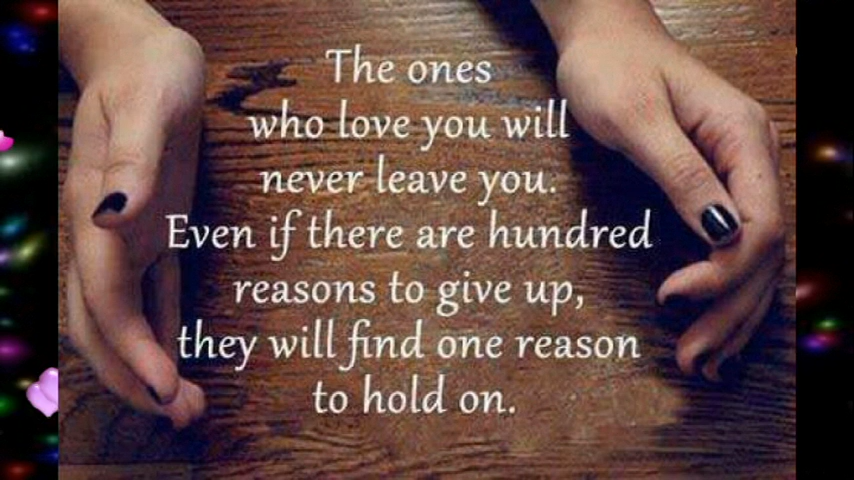 The ones
who love you will
never leave you.
Even if there are hundred
reasons to give up,
they will find one reason
to hold on.